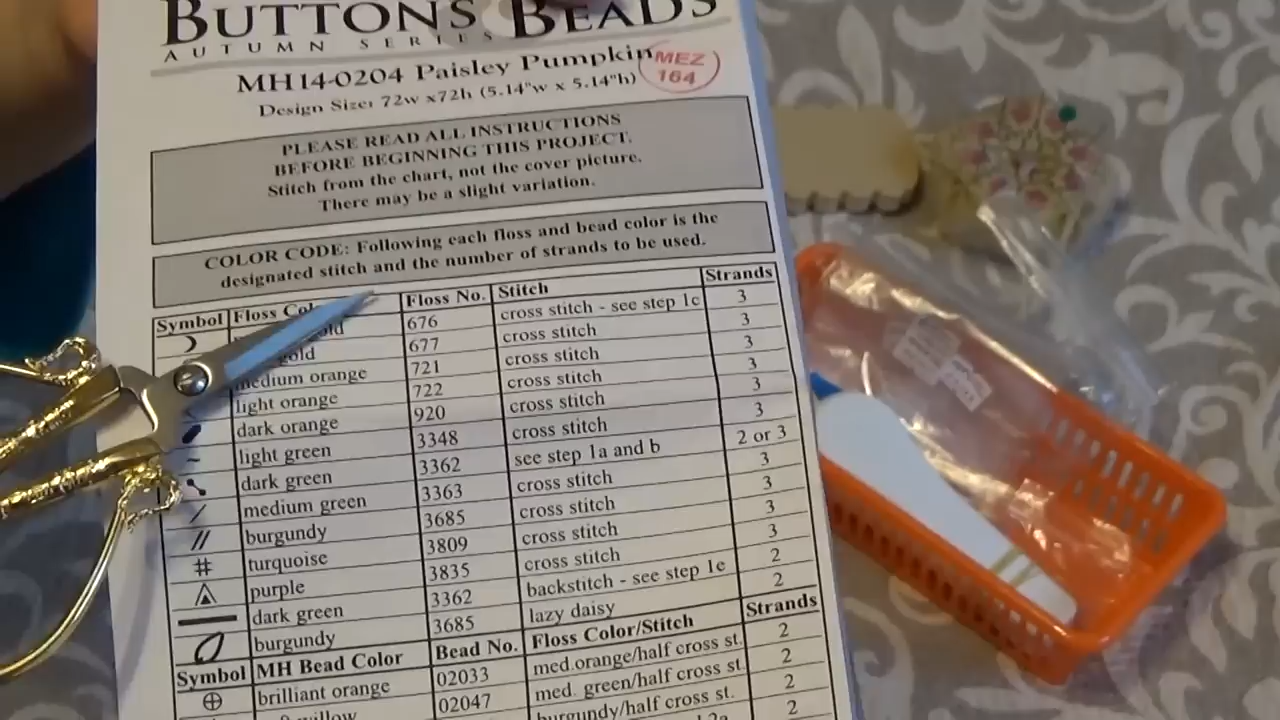 BUTTONS BEADS
AUTUMN SERIES
MH14-0204 Paisley Pumpkin
MEZ
164
Design Size: 72w x72h (5.14"w x 5.14"h)
PLEASE READ ALL INSTRUCTIONS
BEFORE BEGINNING THIS PROJECT.
Stitch from the chart, not the cover picture.
There may be a slight variation.
COLOR CODE: Following each floss and bead color is the
designated stitch and the number of strands to be used.
Symbol Floss Floss No. Stitch Strands
676 cross stitch - see step 1c 3
gold 677 cross stitch 3
medium orange 721 cross stitch 3
light orange 722 cross stitch 3
dark orange 920 cross stitch 3
light green 3348 cross stitch 3
dark green 3362 see step 1a and b 2 or 3
medium green 3363 cross stitch 3
// burgundy 3685 cross stitch 3
# turquoise 3809 cross stitch 3
purple 3835 cross stitch 3
dark green 3362 backstitch - see step 1e 2
burgundy 3685 lazy daisy 2
Symbol MH Bead Color Bead No. Floss Color/Stitch Strands
⊕ brilliant orange 02033 med.orange/half cross st. 2
willow 02047 med. green/half cross st. 2
burgundy/half cross st. 2